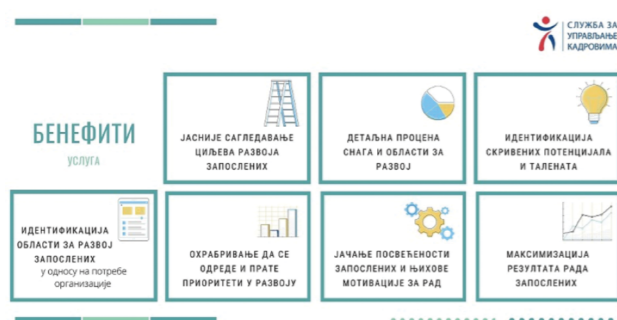 СЛУЖБА ЗА
УПРАВЉАЊЕ
КАДРОВИМА
БЕНЕФИТИ
УСЛУГА
ЈАСНИЈЕ САГЛЕДАВАЊЕ
ЦИЉЕВА РАЗВОЈА
ЗАПОСЛЕНИХ
ДЕТАЉНА ПРОЦЕНА
СНАГА И ОБЛАСТИ ЗА
РАЗВОЈ
ИДЕНТИФИКАЦИЈА
СКРИВЕНИХ ПОТЕНЦИЈАЛА
И ТАЛЕНАТА
ИДЕНТИФИКАЦИЈА
ОБЛАСТИ ЗА РАЗВОЈ
ЗАПОСЛЕНИХ
у односу на потребе
организације
ОХРАБРИВАЊЕ ДА СЕ
ОДРЕДЕ И ПРАТЕ
ПРИОРИТЕТИ У РАЗВОЈУ
ЈАЧАЊЕ ПОСВЕЋЕНОСТИ
ЗАПОСЛЕНИХ И ЊИХОВЕ
МОТИВАЦИЈЕ ЗА РАД
МАКСИМИЗАЦИЈА
РЕЗУЛТАТА РАДА
ЗАПОСЛЕНИХ